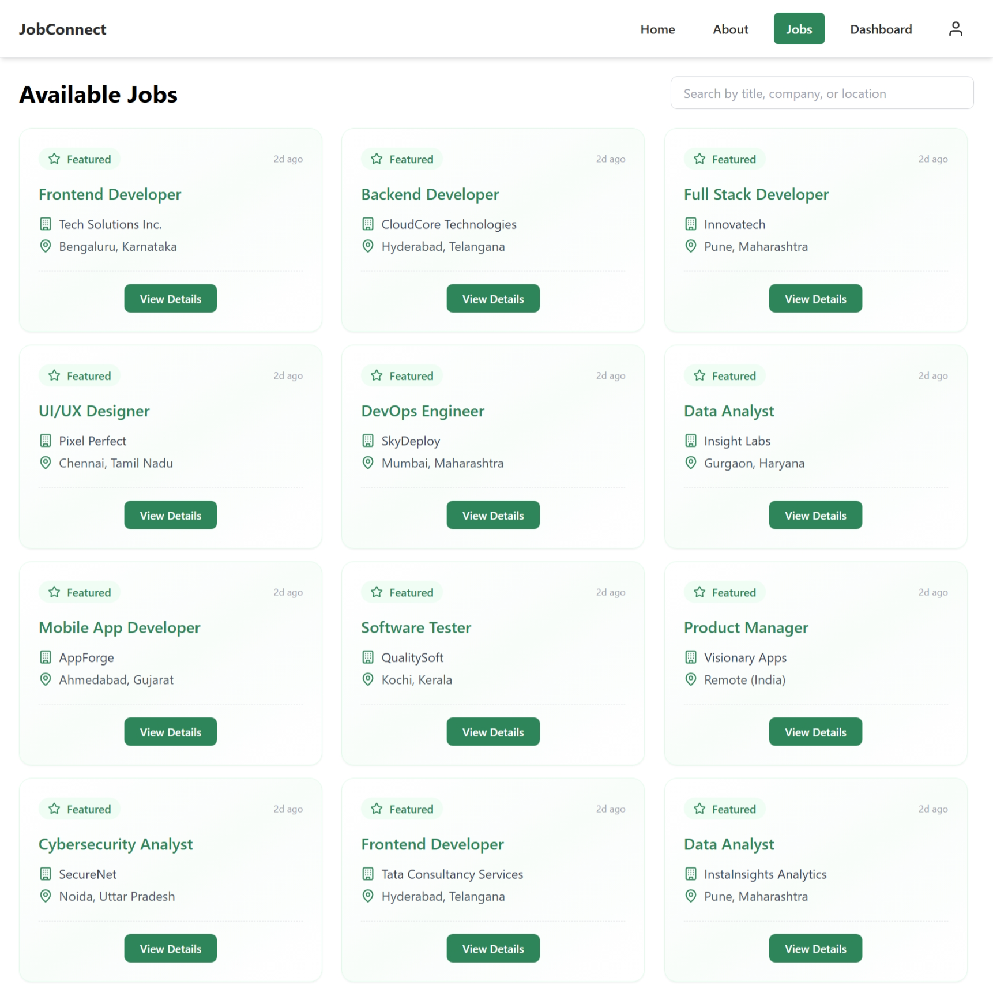 JobConnect
Home
About
Jobs
Dashboard
Available Jobs
Search by title, company, or location
Featured
2d ago
Frontend Developer
Tech Solutions Inc.
Bengaluru, Karnataka
View Details
Featured
2d ago
Backend Developer
CloudCore Technologies
Hyderabad, Telangana
View Details
Featured
2d ago
Full Stack Developer
Innovatech
Pune, Maharashtra
View Details
Featured
2d ago
UI/UX Designer
Pixel Perfect
Chennai, Tamil Nadu
View Details
Featured
2d ago
DevOps Engineer
SkyDeploy
Mumbai, Maharashtra
View Details
Featured
2d ago
Data Analyst
Insight Labs
Gurgaon, Haryana
View Details
Featured
2d ago
Mobile App Developer
AppForge
Ahmedabad, Gujarat
View Details
Featured
2d ago
Software Tester
QualitySoft
Kochi, Kerala
View Details
Featured
2d ago
Product Manager
Visionary Apps
Remote (India)
View Details
Featured
2d ago
Cybersecurity Analyst
SecureNet
Noida, Uttar Pradesh
View Details
Featured
2d ago
Frontend Developer
Tata Consultancy Services
Hyderabad, Telangana
View Details
Featured
2d ago
Data Analyst
InstaInsights Analytics
Pune, Maharashtra
View Details